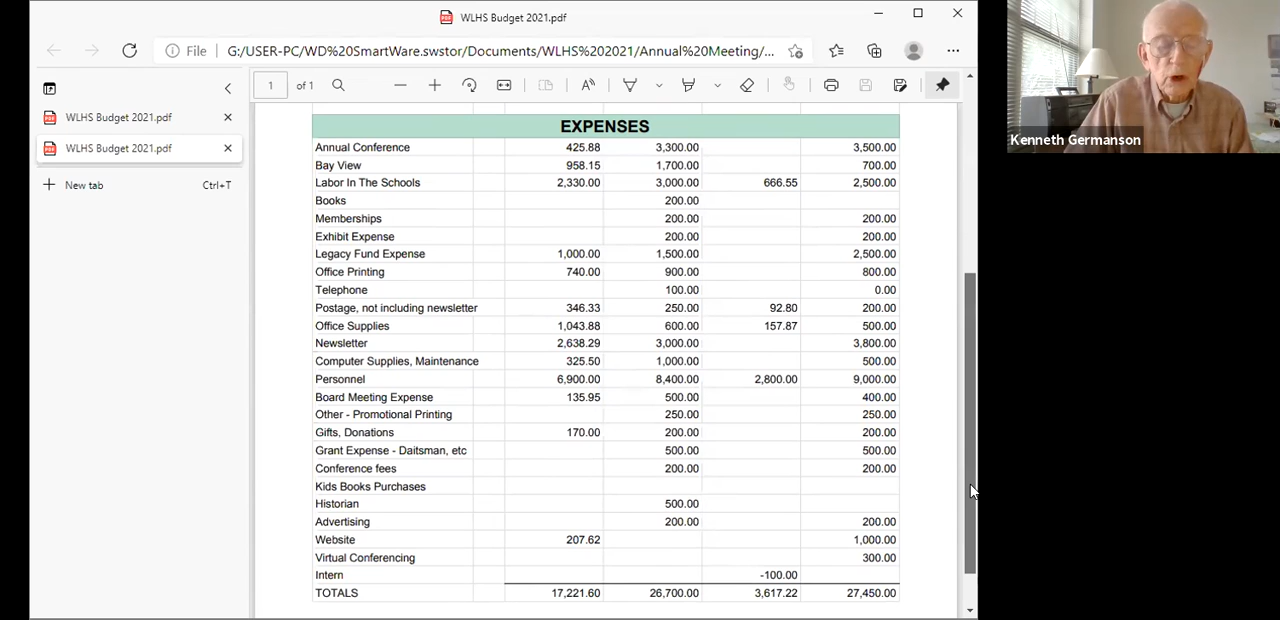 WLHS Budget 2021.pdf
File G:/USER-PC/WD%20SmartWare.swstor/Documents/WLHS%202021/Annual%20Meeting/...
1 of
WLHS Budget 2021.pdf
WLHS Budget 2021.pdf
New tab Ctrl+T
EXPENSES
Annual Conference 425.88 3,300.00 3,500.00
Bay View 958.15 1,700.00 700.00
Labor In The Schools 2,330.00 3,000.00 666.55 2,500.00
Books 200.00
Memberships 200.00 200.00
Exhibit Expense 200.00 200.00
Legacy Fund Expense 1,000.00 1,500.00 2,500.00
Office Printing 740.00 900.00 800.00
Telephone 100.00 0.00
Postage, not including newsletter 346.33 250.00 92.80 200.00
Office Supplies 1,043.88 600.00 157.87 500.00
Newsletter 2,638.29 3,000.00 3,800.00
Computer Supplies, Maintenance 325.50 1,000.00 500.00
Personnel 6,900.00 8,400.00 2,800.00 9,000.00
Board Meeting Expense 135.95 500.00 400.00
Other - Promotional Printing 250.00 250.00
Gifts, Donations 170.00 200.00 200.00
Grant Expense - Daitsman, etc 500.00 500.00
Conference fees 200.00 200.00
Kids Books Purchases
Historian 500.00
Advertising 200.00 200.00
Website 207.62 1,000.00
Virtual Conferencing 300.00
Intern -100.00
TOTALS 17,221.60 26,700.00 3,617.22 27,450.00
Kenneth Germanson